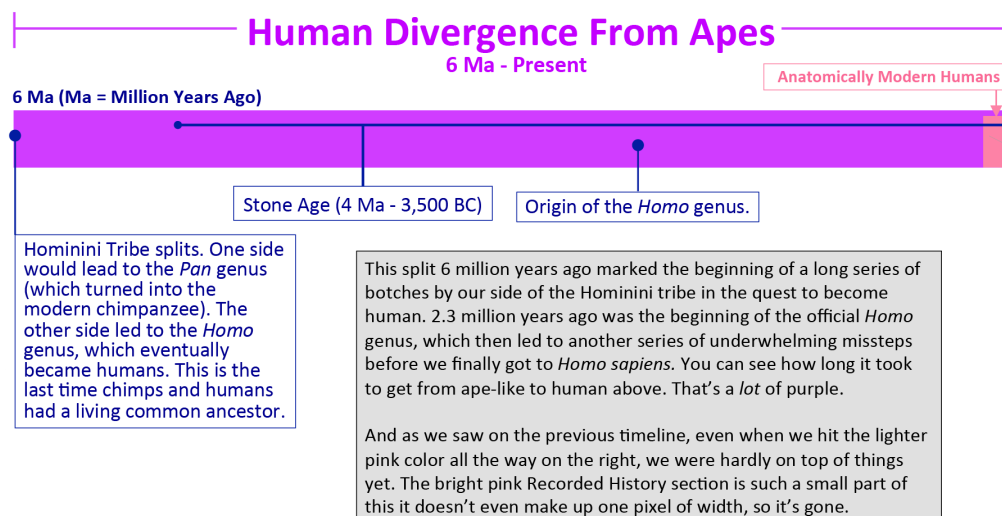 Human Divergence From Apes
6 Ma - Present
Anatomically Modern Humans
6 Ma (Ma = Million Years Ago)
Stone Age (4 Ma - 3,500 BC)
Origin of the Homo genus.
Hominini Tribe splits. One side
would lead to the Pan genus
(which turned into the
modern chimpanzee). The
other side led to the Homo
genus, which eventually
became humans. This is the
last time chimps and humans
had a living common ancestor.
This split 6 million years ago marked the beginning of a long series of
botches by our side of the Hominini tribe in the quest to become
human. 2.3 million years ago was the beginning of the official Homo
genus, which then led to another series of underwhelming missteps
before we finally got to Homo sapiens. You can see how long it took
to get from ape-like to human above. That's a lot of purple.
And as we saw on the previous timeline, even when we hit the lighter
pink color all the way on the right, we were hardly on top of things
yet. The bright pink Recorded History section is such a small part of
this it doesn't even make up one pixel of width, so it's gone.